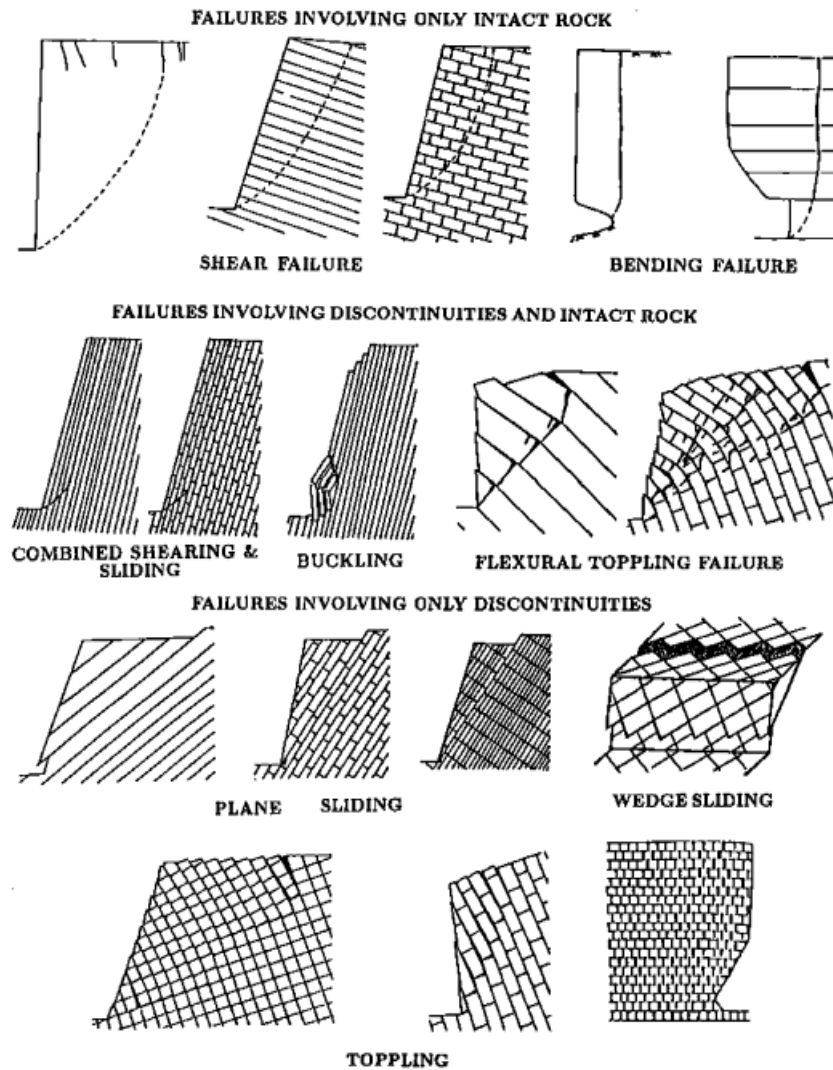 FAILURES INVOLVING ONLY INTACT ROCK
SHEAR FAILURE
BENDING FAILURE
FAILURES INVOLVING DISCONTINUITIES AND INTACT ROCK
COMBINED SHEARING &
SLIDING
BUCKLING
FLEXURAL TOPPLING FAILURE
FAILURES INVOLVING ONLY DISCONTINUITIES
PLANE SLIDING
WEDGE SLIDING
TOPPLING